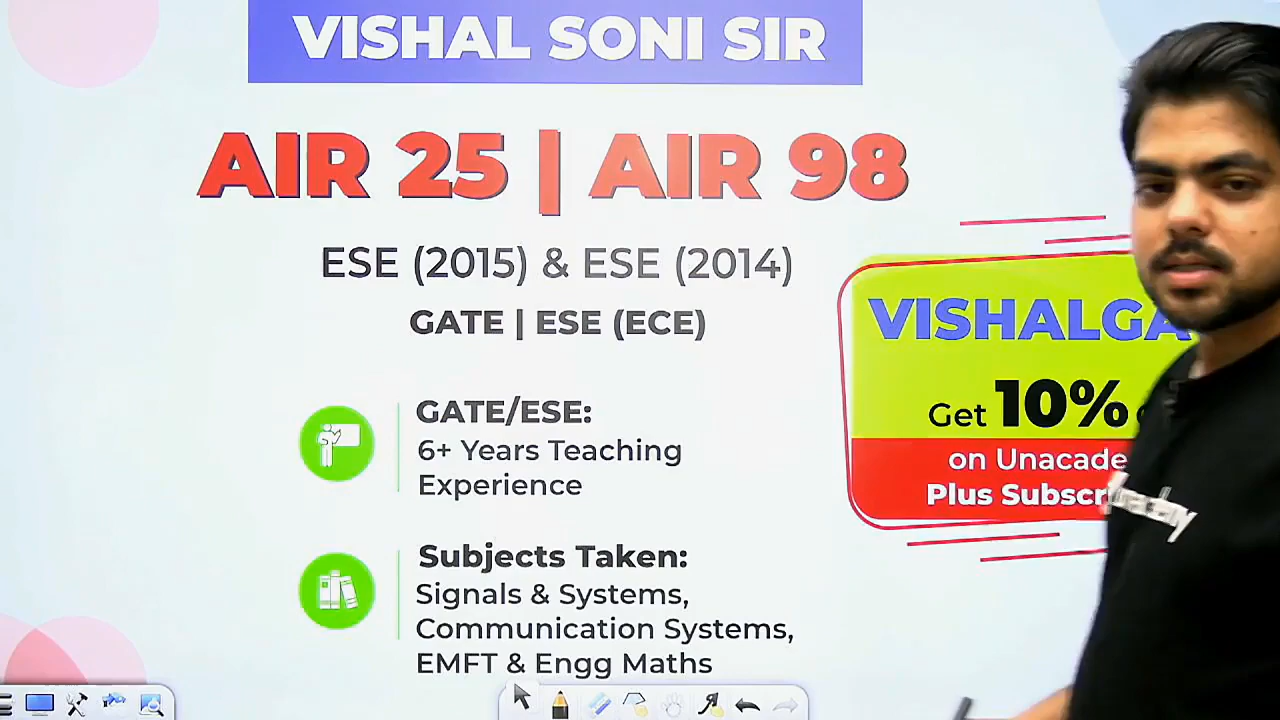 VISHAL SONI SIR
AIR 25 | AIR 98
ESE (2015) & ESE (2014)
GATE | ESE (ECE)
GATE/ESE:
6+ Years Teaching
Experience
Subjects Taken:
Signals & Systems,
Communication Systems,
EMFT & Engg Maths
VISHALGA
Get 10%
on Unacade
Plus Subscri